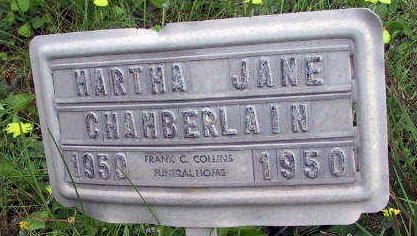 MARTHA JANE
CHAMBERLAIN
1950 FRANK C. COLLINS 1950
FUNERAL HOME